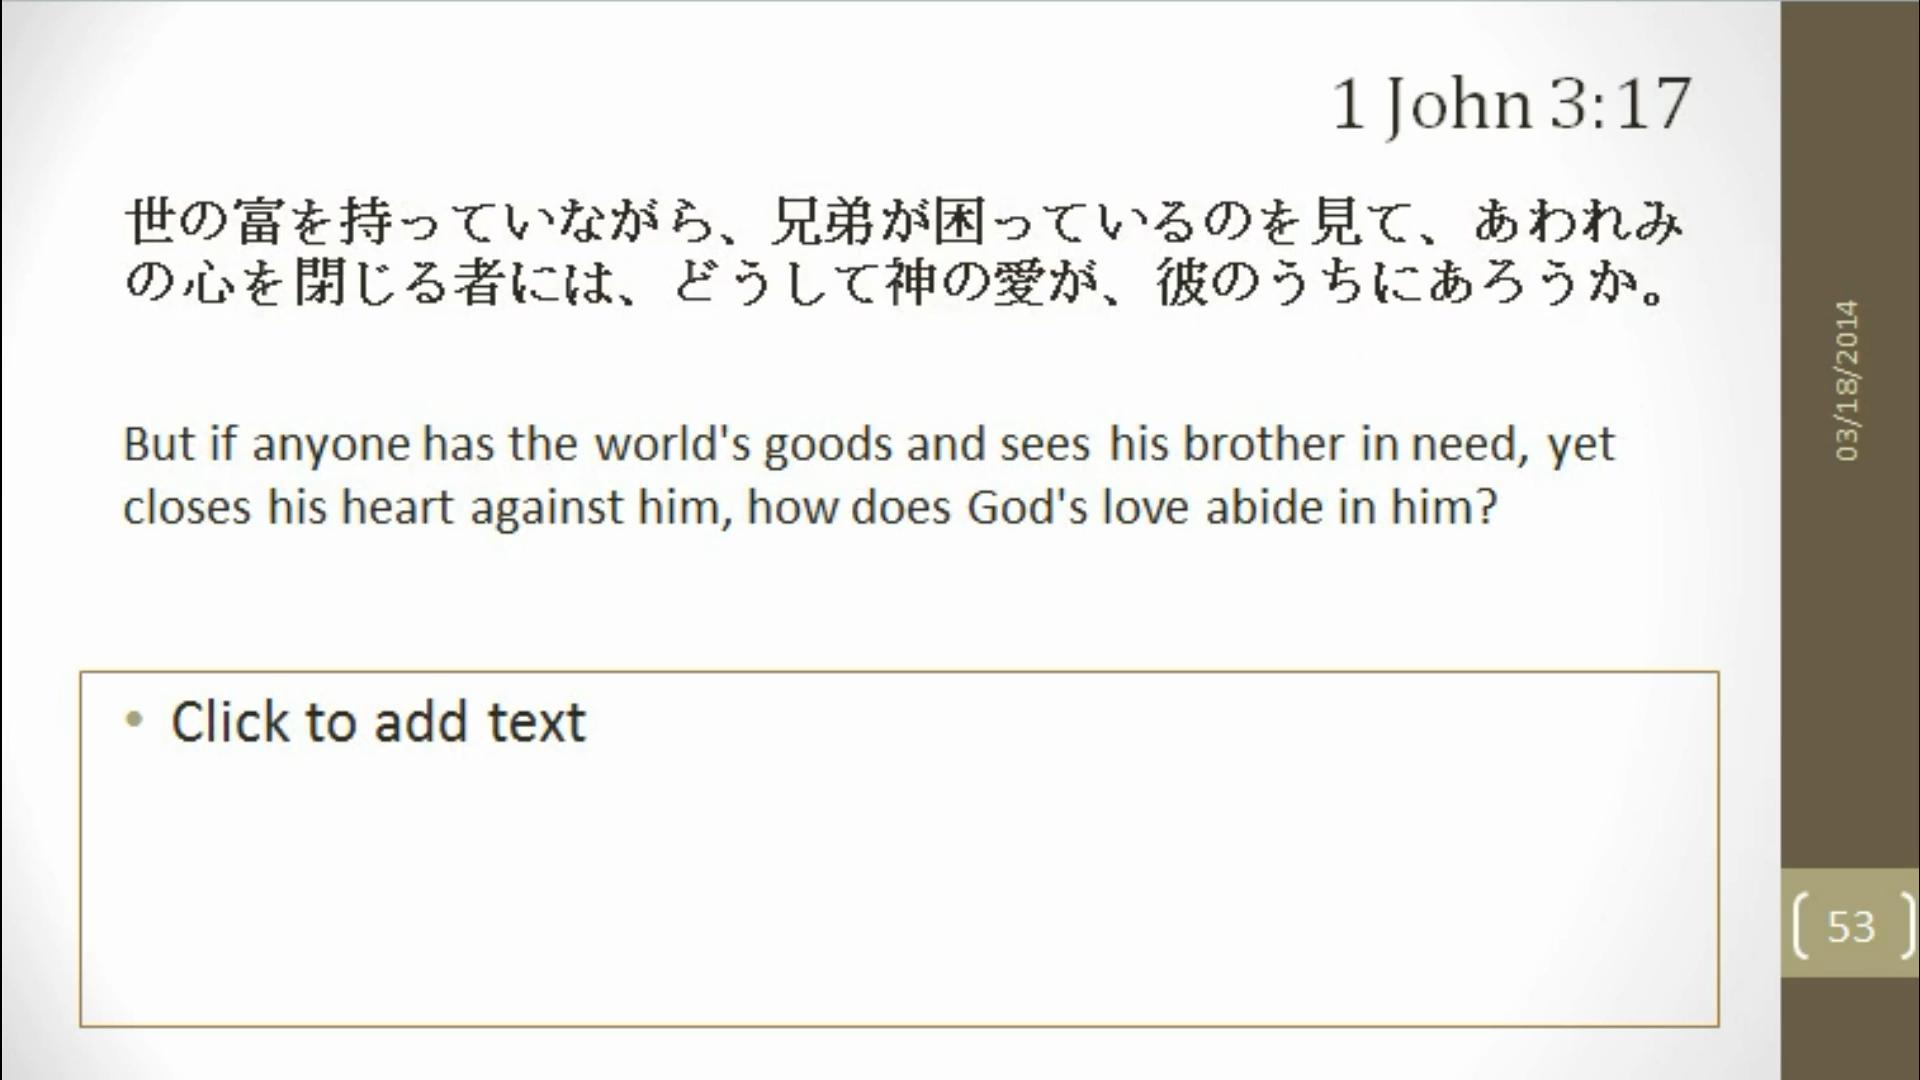 1 John 3:17
世の富を持っていながら、兄弟が困っているのを見て、あわれみ
の心を閉じる者には、どうして神の愛が、彼のうちにあろうか。
But if anyone has the world's goods and sees his brother in need, yet
closes his heart against him, how does God's love abide in him?
• Click to add text
03/18/2014
53